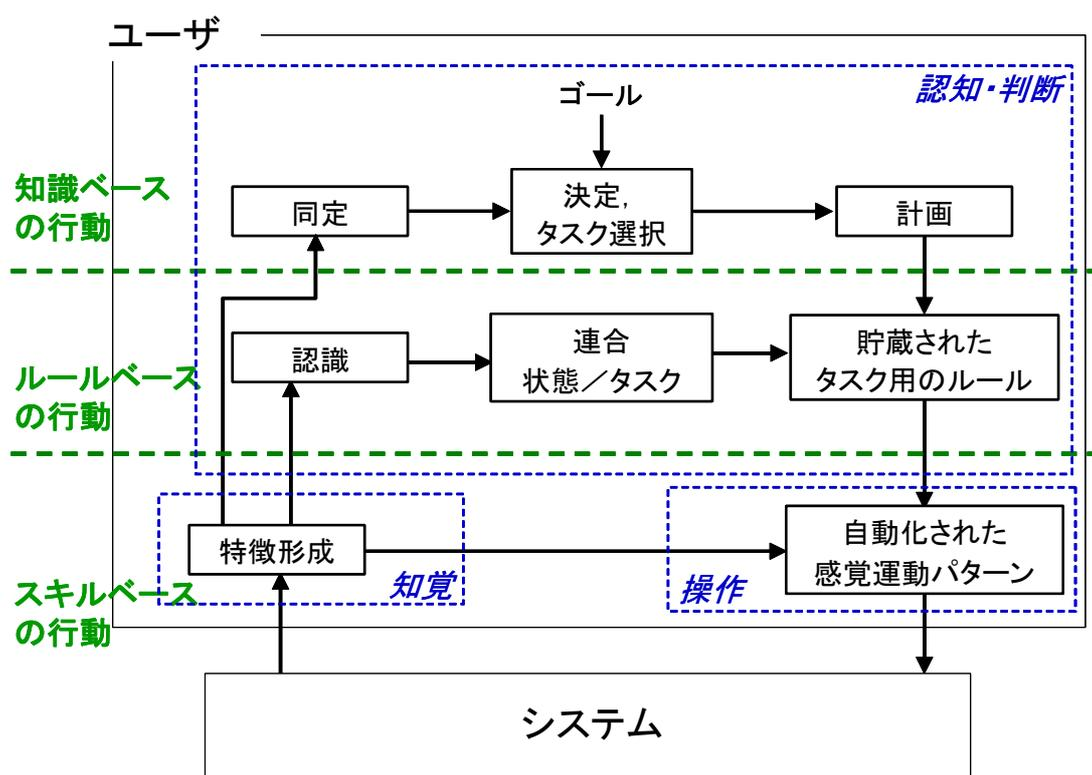 ユーザ
認知・判断
ゴール
知識ベース
の行動
同定
決定,
タスク選択
計画
ルールベース
の行動
認識
連合
状態／タスク
貯蔵された
タスク用のルール
スキルベース
の行動
特徴形成
知覚
操作
自動化された
感覚運動パターン
システム